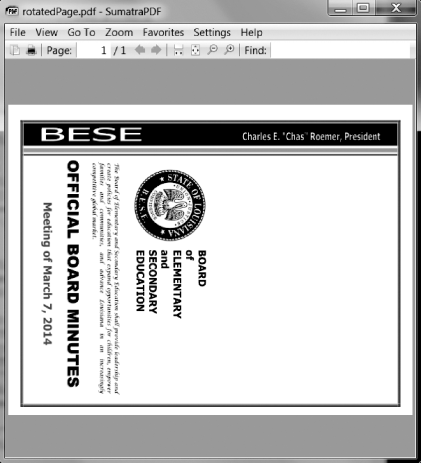 rotatedPage.pdf - SumatraPDF
File View Go To Zoom Favorites Settings Help
Page: 1 / 1 Find:
BESE
Charles E. "Chas" Roemer, President
STATE OF LOUISIANA
B.E.S.E.
BOARD
of
ELEMENTARY
and
SECONDARY
EDUCATION
The Board of Elementary and Secondary Education shall provide leadership and
create policies for education that expand opportunities for children, empower
families and communities, and advance Louisiana in an increasingly
competitive global market.
OFFICIAL BOARD MINUTES
Meeting of March 7, 2014